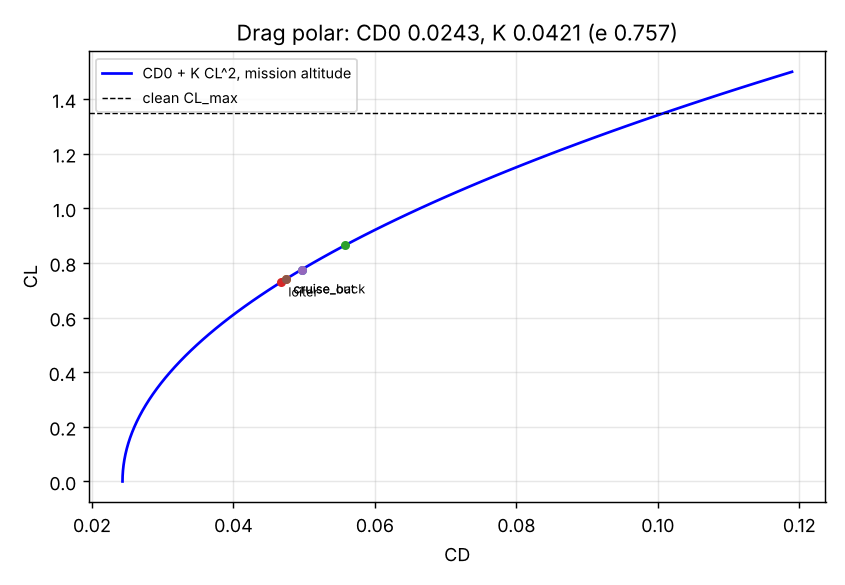 Drag polar: CD0 0.0243, K 0.0421 (e 0.757)
CD0 + K CL^2, mission altitude
clean CL_max
1.4
1.2
1.0
0.8
0.6
0.4
0.2
0.0
CL
loiter
cruise_back
0.02 0.04 0.06 0.08 0.10 0.12
CD